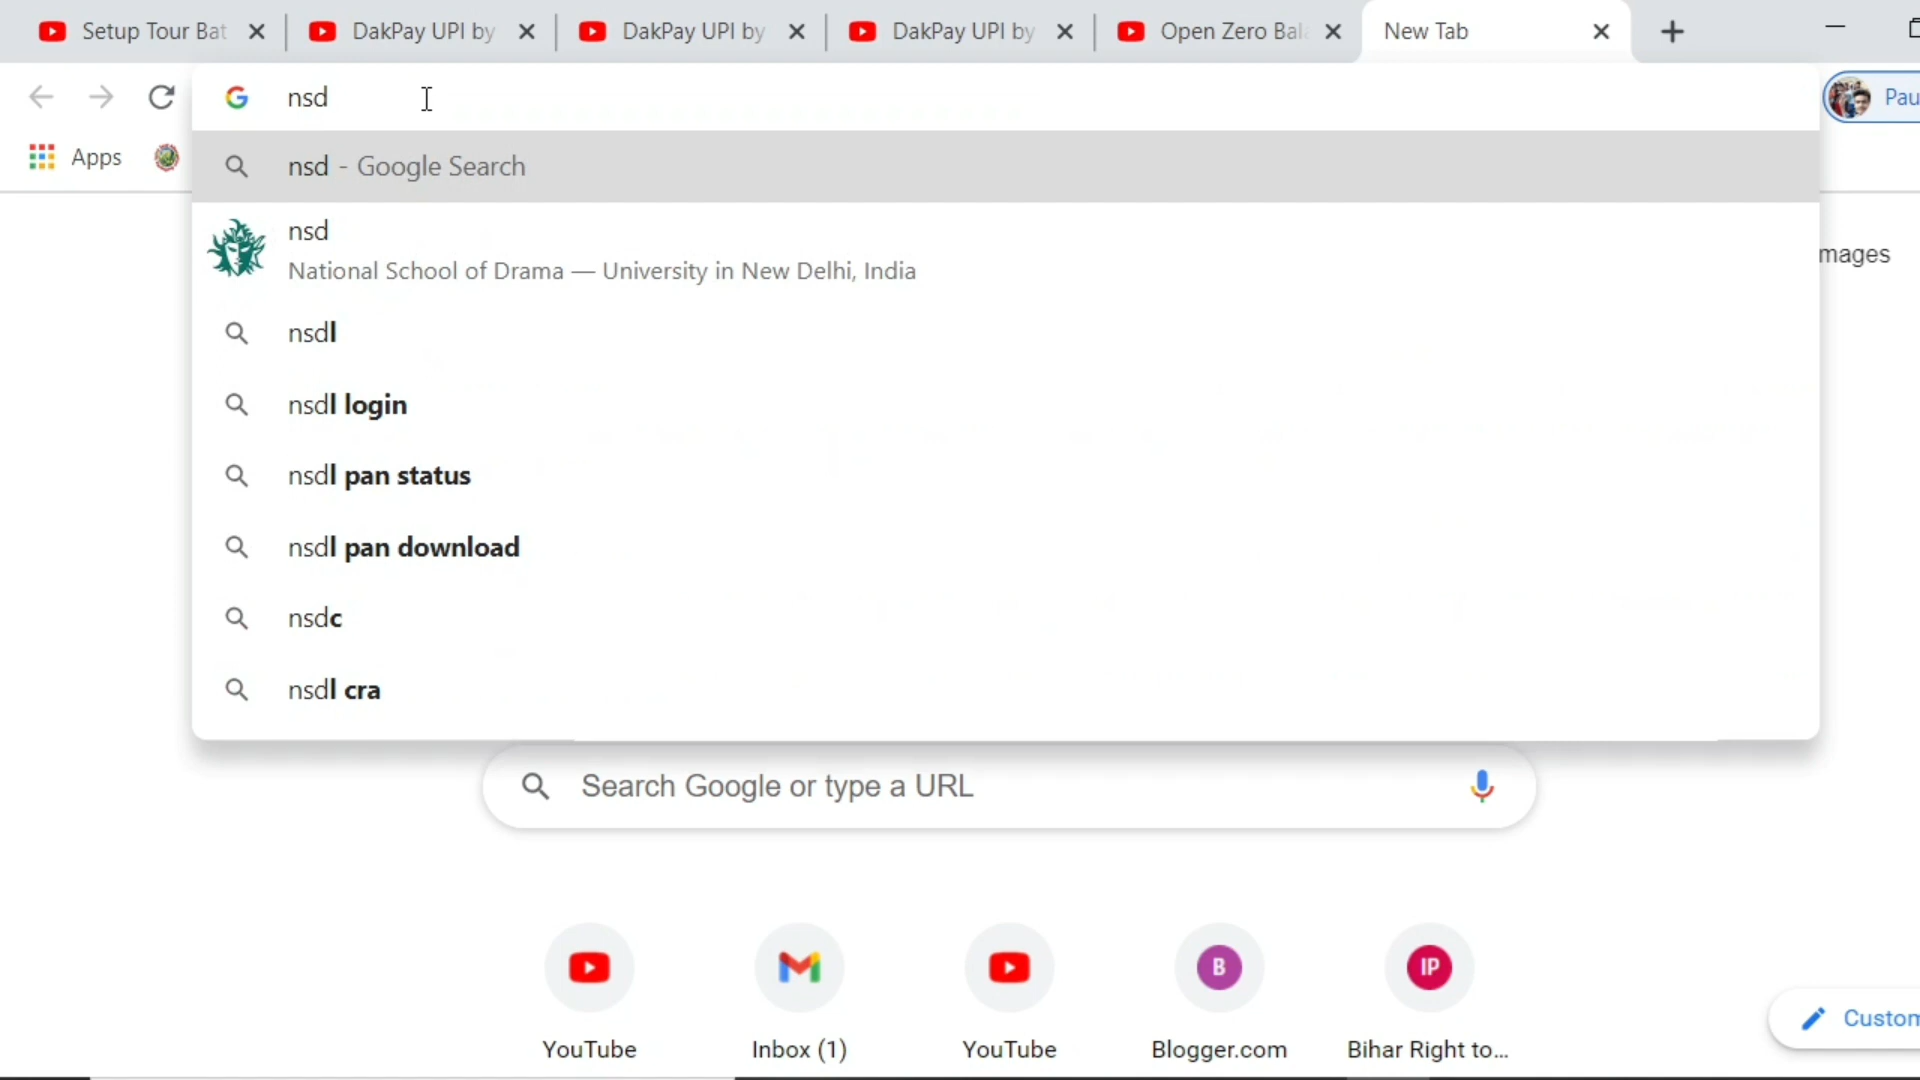 Setup Tour Bat
DakPay UPI by
DakPay UPI by
DakPay UPI by
Open Zero Bala
New Tab
nsd
Pau
Apps
nsd - Google Search
nsd
National School of Drama — University in New Delhi, India
mages
nsdl
nsdl login
nsdl pan status
nsdl pan download
nsdc
nsdl cra
Search Google or type a URL
B
IP
Custom
YouTube
Inbox (1)
YouTube
Blogger.com
Bihar Right to...